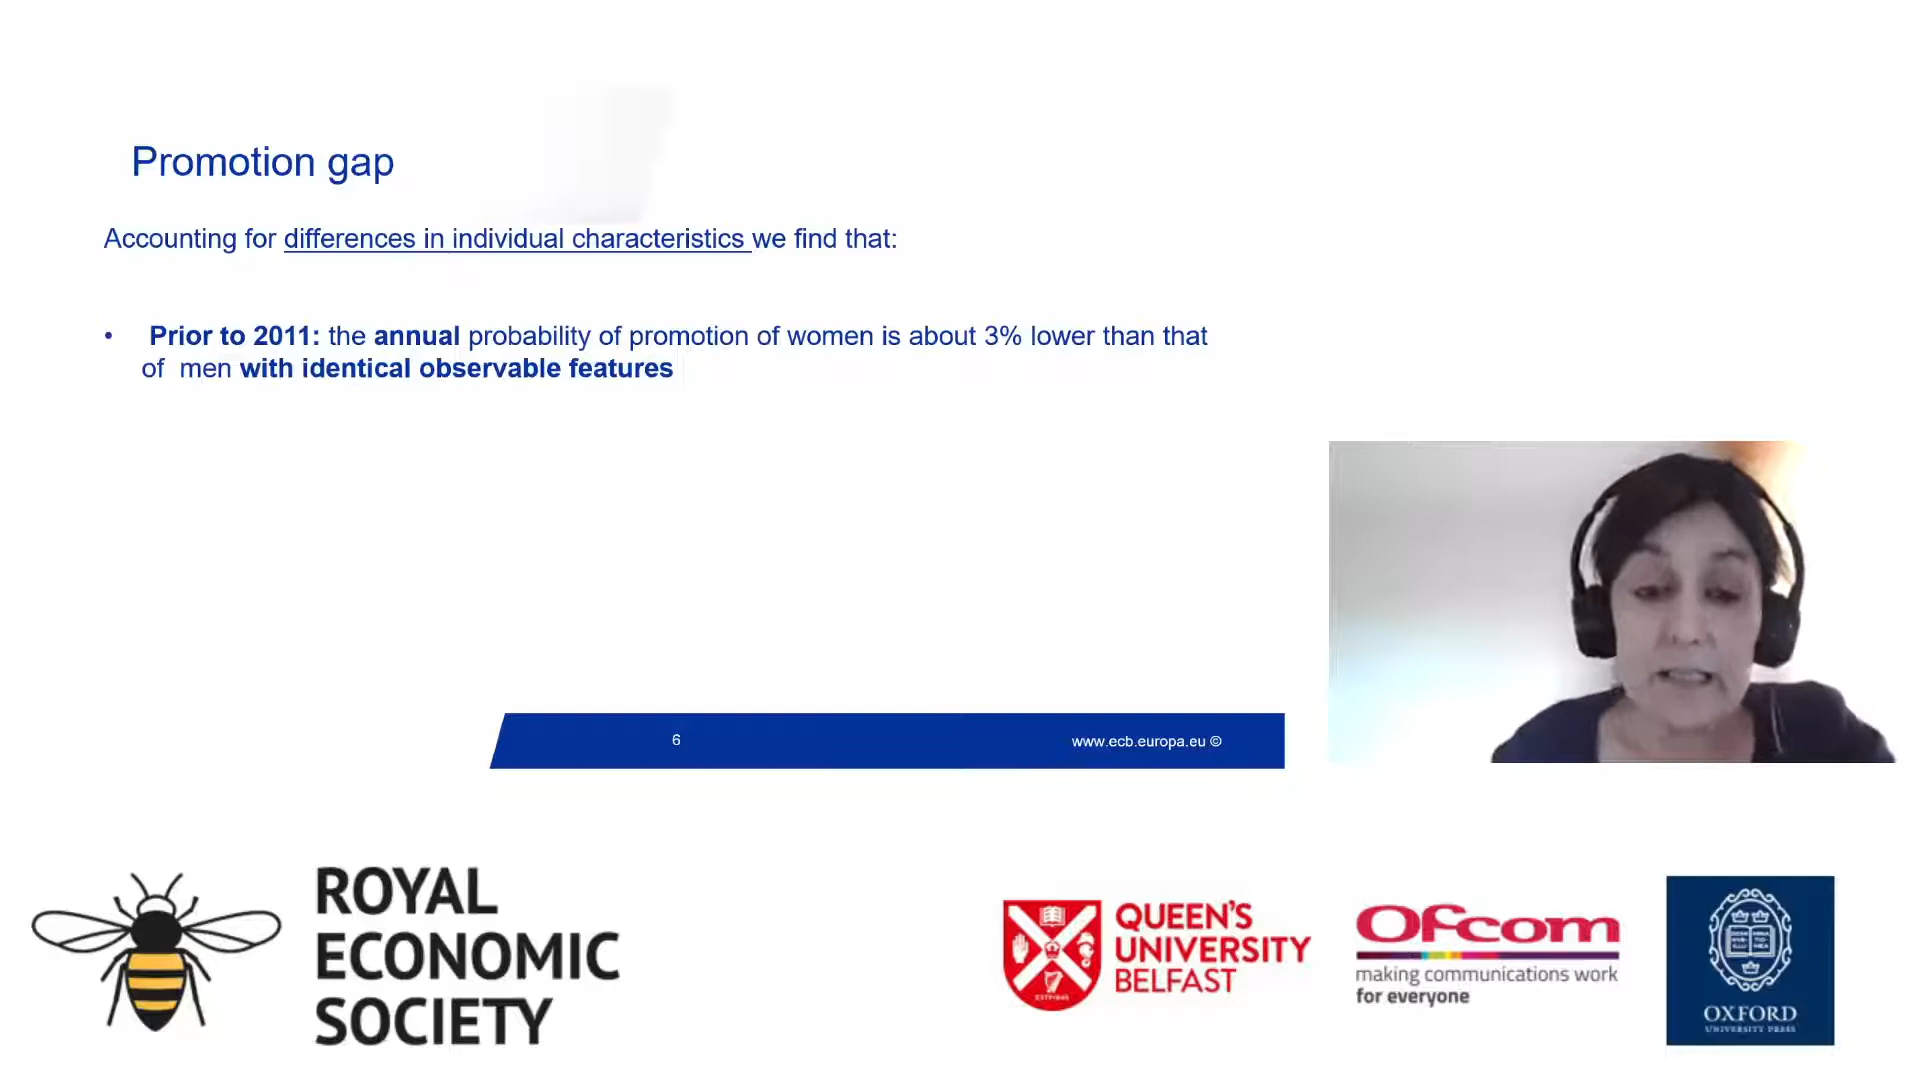 Promotion gap
Accounting for differences in individual characteristics we find that:
• Prior to 2011: the annual probability of promotion of women is about 3% lower than that
of men with identical observable features
6
www.ecb.europa.eu ©
ROYAL
ECONOMIC
SOCIETY
QUEEN'S
UNIVERSITY
BELFAST
Ofcom
making communications work
for everyone
OXFORD
UNIVERSITY PRESS